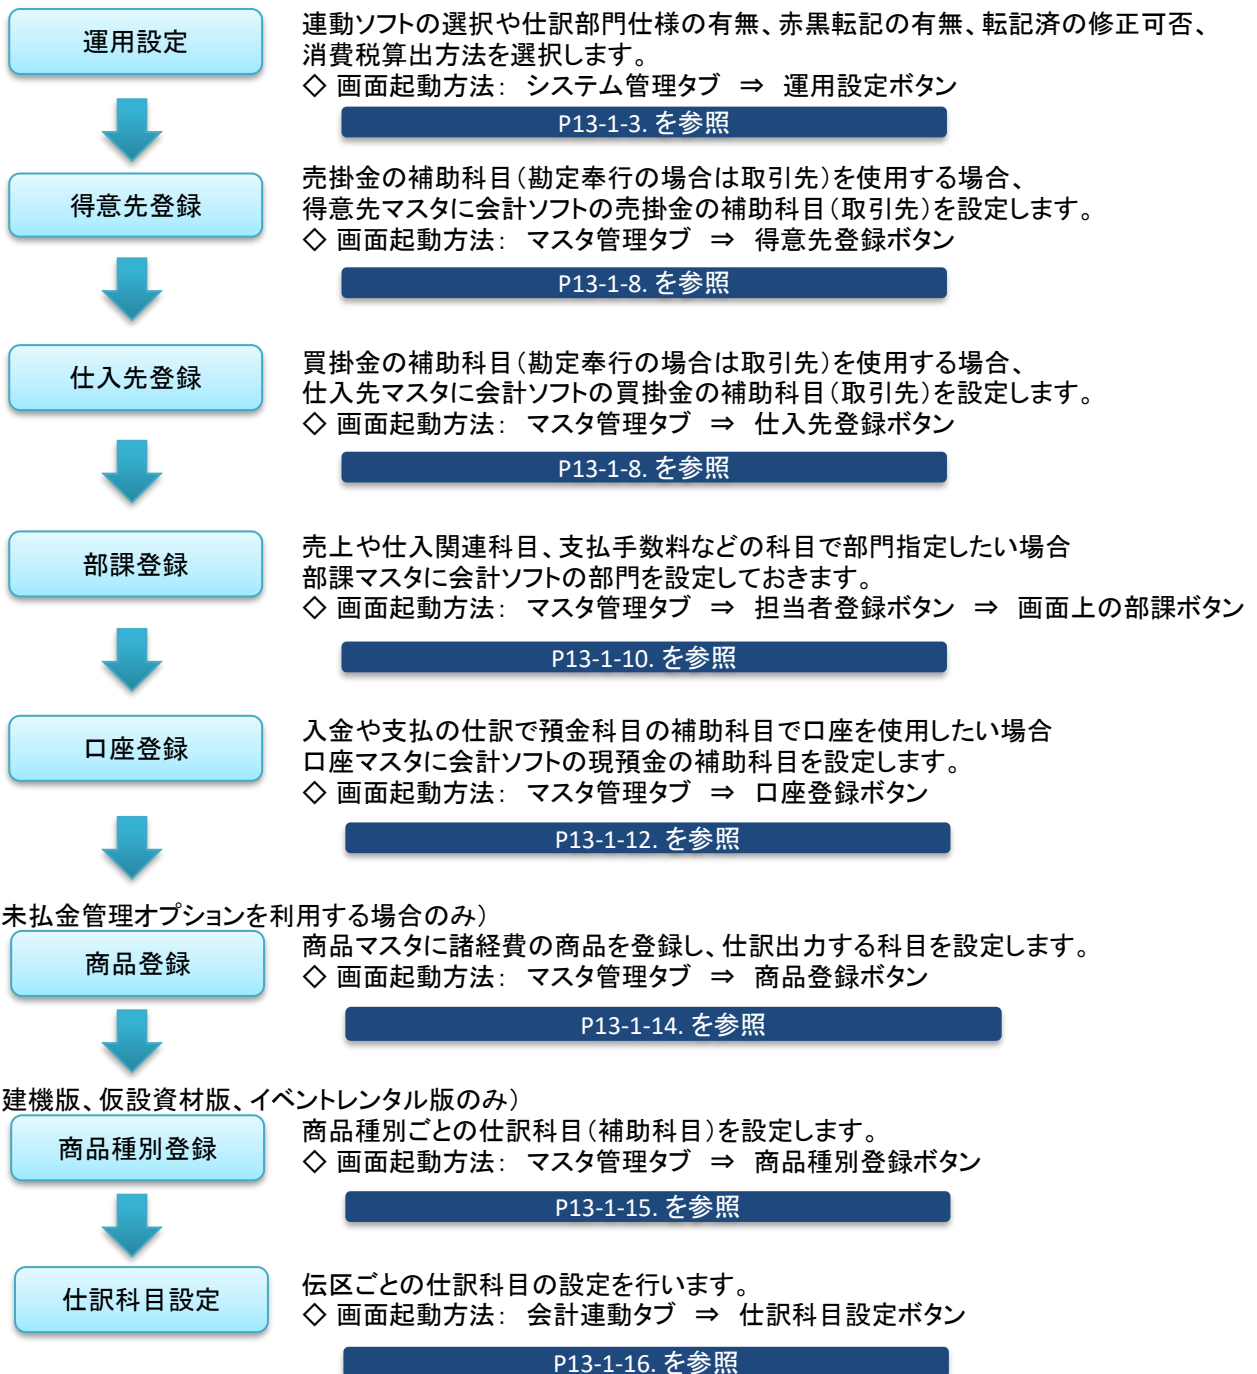 運用設定
連動ソフトの選択や仕訳部門仕様の有無、赤黒転記の有無、転記済の修正可否、
消費税算出方法を選択します。
◇ 画面起動方法： システム管理タブ ⇒ 運用設定ボタン
P13-1-3. を参照
得意先登録
売掛金の補助科目（勘定奉行の場合は取引先）を使用する場合、
得意先マスタに会計ソフトの売掛金の補助科目（取引先）を設定します。
◇ 画面起動方法： マスタ管理タブ ⇒ 得意先登録ボタン
P13-1-8. を参照
仕入先登録
買掛金の補助科目（勘定奉行の場合は取引先）を使用する場合、
仕入先マスタに会計ソフトの買掛金の補助科目（取引先）を設定します。
◇ 画面起動方法： マスタ管理タブ ⇒ 仕入先登録ボタン
P13-1-8. を参照
部課登録
売上や仕入関連科目、支払手数料などの科目で部門指定したい場合
部課マスタに会計ソフトの部門を設定しておきます。
◇ 画面起動方法： マスタ管理タブ ⇒ 担当者登録ボタン ⇒ 画面上の部課ボタン
P13-1-10. を参照
口座登録
入金や支払の仕訳で預金科目の補助科目で口座を使用したい場合
口座マスタに会計ソフトの現預金の補助科目を設定します。
◇ 画面起動方法： マスタ管理タブ ⇒ 口座登録ボタン
P13-1-12. を参照
未払金管理オプションを利用する場合のみ）
商品登録
商品マスタに諸経費の商品を登録し、仕訳出力する科目を設定します。
◇ 画面起動方法： マスタ管理タブ ⇒ 商品登録ボタン
P13-1-14. を参照
建機版、仮設資材版、イベントレンタル版のみ）
商品種別登録
商品種別ごとの仕訳科目（補助科目）を設定します。
◇ 画面起動方法： マスタ管理タブ ⇒ 商品種別登録ボタン
P13-1-15. を参照
仕訳科目設定
伝区ごとの仕訳科目の設定を行います。
◇ 画面起動方法： 会計連動タブ ⇒ 仕訳科目設定ボタン
P13-1-16. を参照